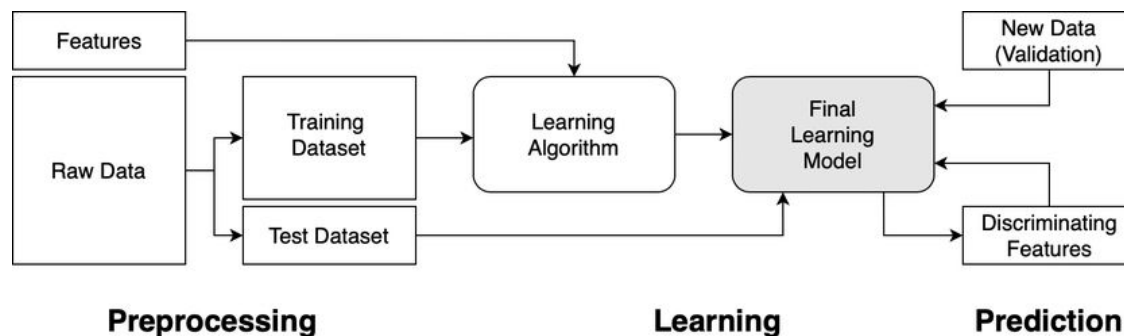 Features
Raw Data
Training
Dataset
Test Dataset
Learning
Algorithm
Final
Learning
Model
New Data
(Validation)
Discriminating
Features
Preprocessing
Learning
Prediction